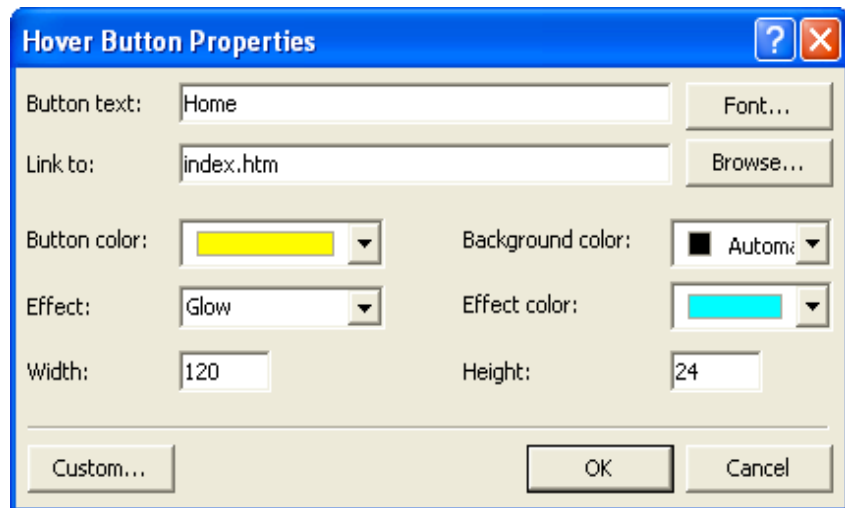 Hover Button Properties
Button text: Home Font...
Link to: index.htm Browse...
Button color: Background color: Automa
Effect: Glow Effect color:
Width: 120 Height: 24
Custom... OK Cancel